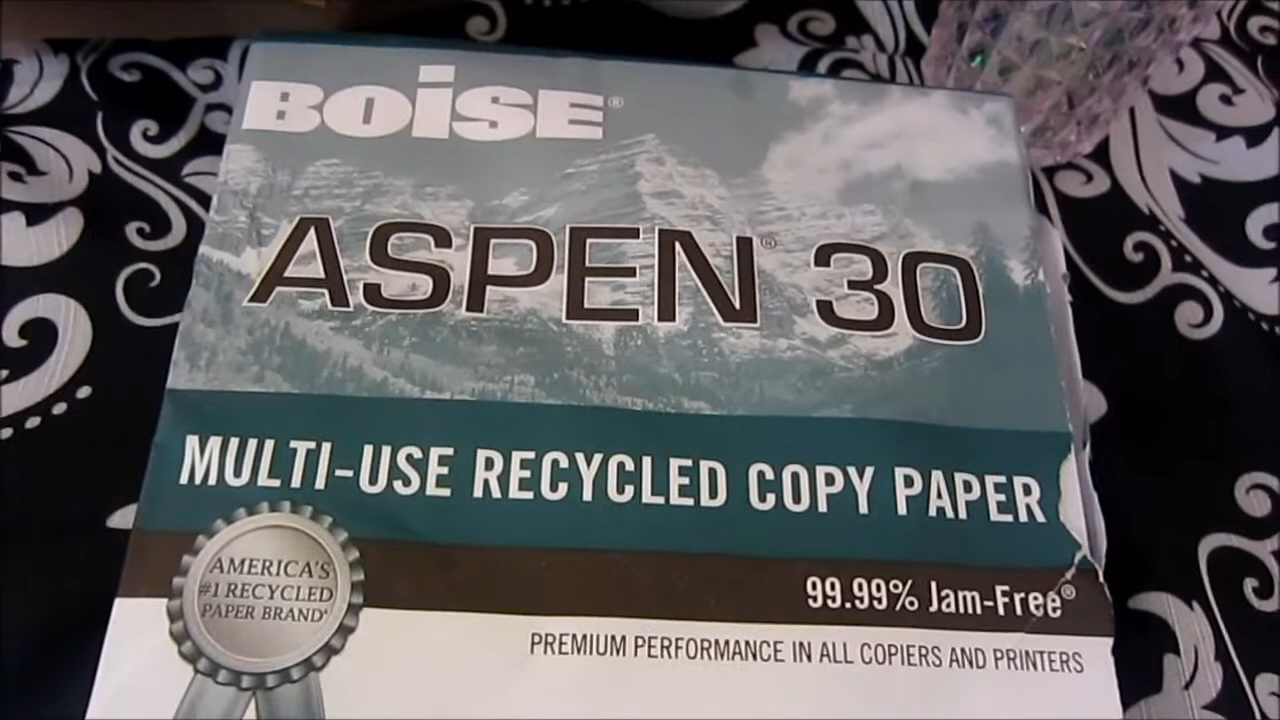 BOiSE®
ASPEN® 30
MULTI-USE RECYCLED COPY PAPER
AMERICA'S
#1 RECYCLED
PAPER BRAND*
99.99% Jam-Free®
PREMIUM PERFORMANCE IN ALL COPIERS AND PRINTERS